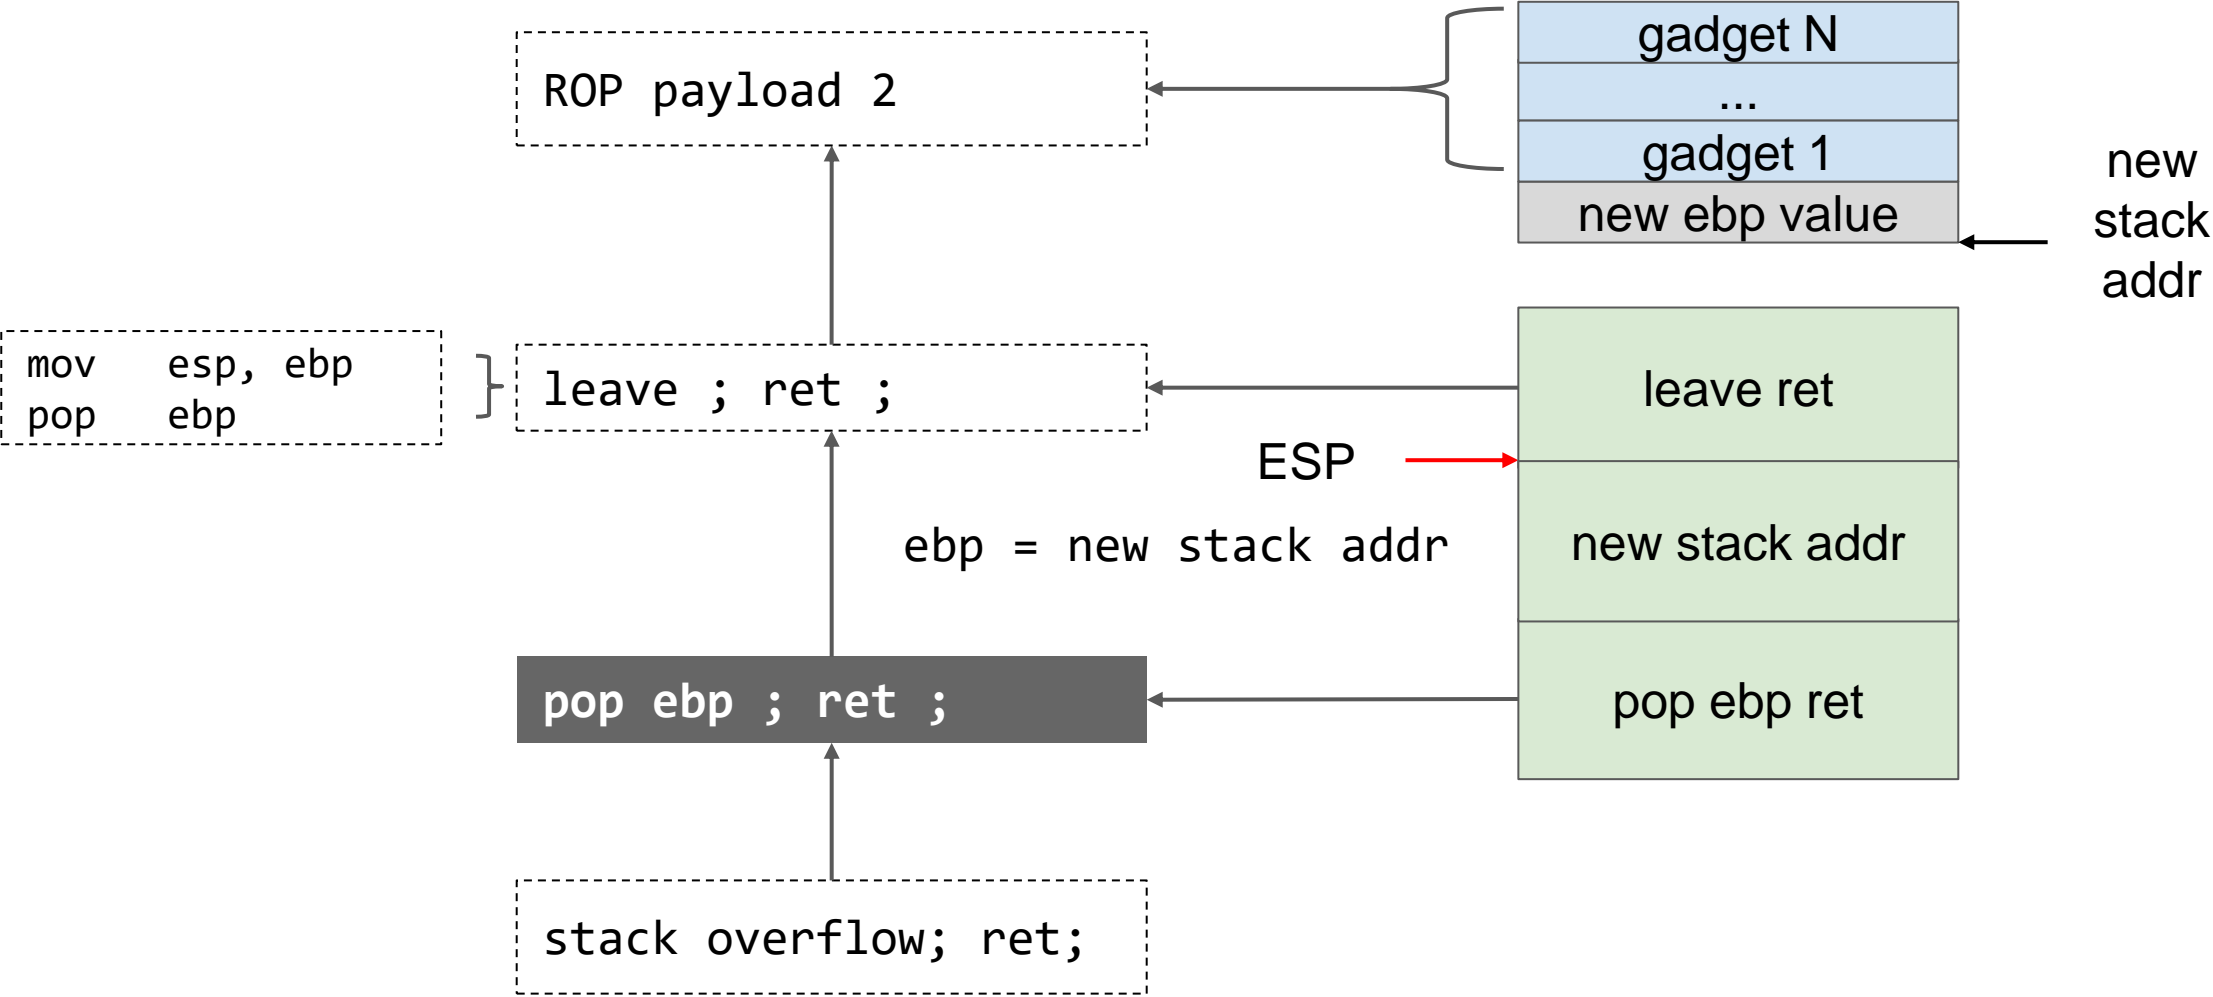 gadget N
ROP payload 2
...
gadget 1
new
stack
addr
new ebp value
mov esp, ebp
pop ebp
leave ; ret ;
leave ret
ESP
ebp = new stack addr
new stack addr
pop ebp ; ret ;
pop ebp ret
stack overflow; ret;